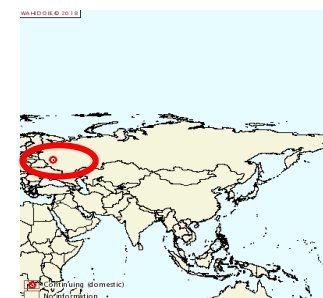 WAHID OIE © 2018
Continuing (domestic)
No information